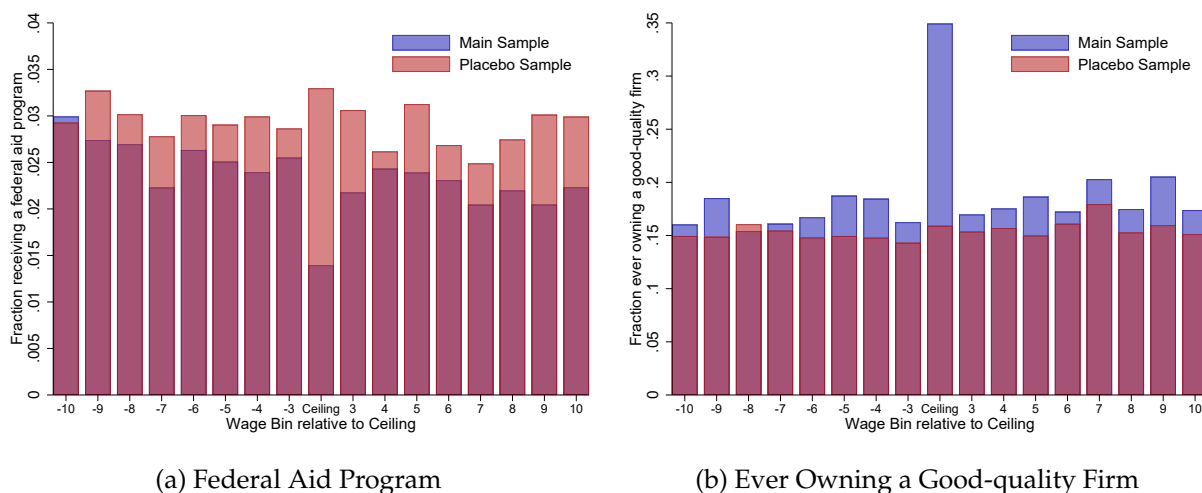 Fraction receiving a federal aid program
.04
.035
.03
.025
.02
.015
.01
.005
0
Main Sample
Placebo Sample
-10 -9 -8 -7 -6 -5 -4 -3 Ceiling 3 4 5 6 7 8 9 10
Wage Bin relative to Ceiling
(a) Federal Aid Program
Fraction ever owning a good-quality firm
.35
.3
.25
.2
.15
.1
.05
0
Main Sample
Placebo Sample
-10 -9 -8 -7 -6 -5 -4 -3 Ceiling 3 4 5 6 7 8 9 10
Wage Bin relative to Ceiling
(b) Ever Owning a Good-quality Firm